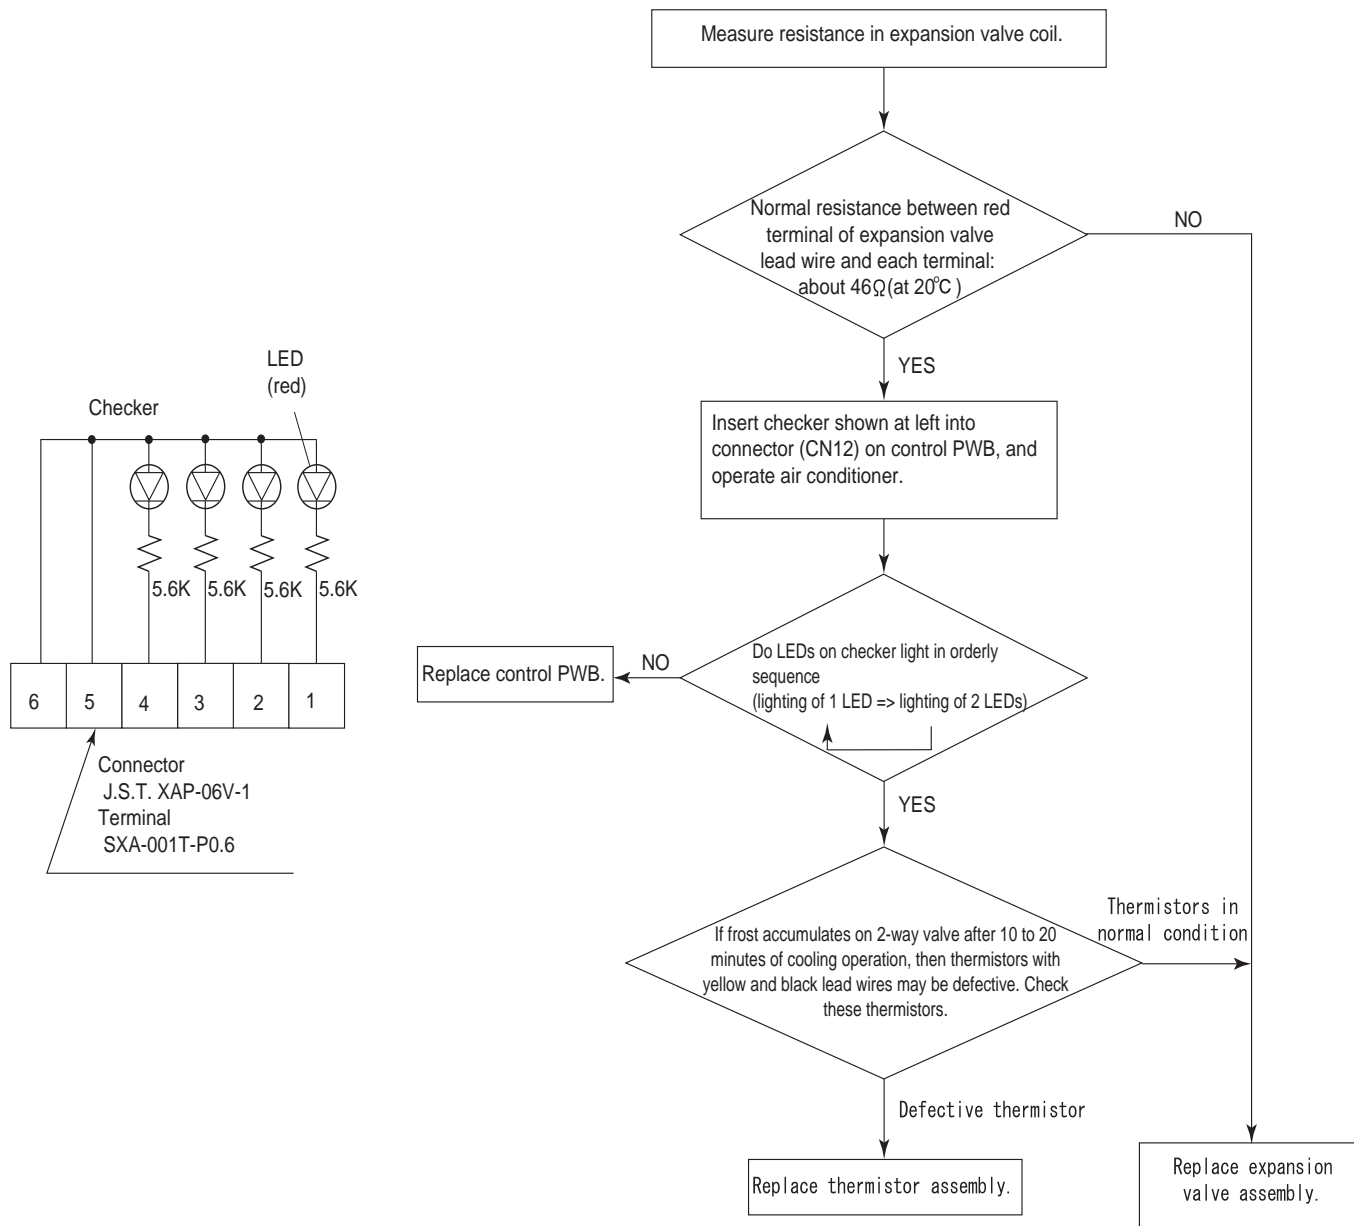 Measure resistance in expansion valve coil.
Normal resistance between red
terminal of expansion valve
lead wire and each terminal:
about 46Ω(at 20°C)
NO
YES
LED
(red)
Checker
5.6K
5.6K
5.6K
5.6K
6
5
4
3
2
1
Connector
J.S.T. XAP-06V-1
Terminal
SXA-001T-P0.6
Insert checker shown at left into
connector (CN12) on control PWB, and
operate air conditioner.
Do LEDs on checker light in orderly
sequence
(lighting of 1 LED => lighting of 2 LEDs)
NO
Replace control PWB.
YES
If frost accumulates on 2-way valve after 10 to 20
minutes of cooling operation, then thermistors with
yellow and black lead wires may be defective. Check
these thermistors.
Thermistors in
normal condition
Defective thermistor
Replace thermistor assembly.
Replace expansion
valve assembly.